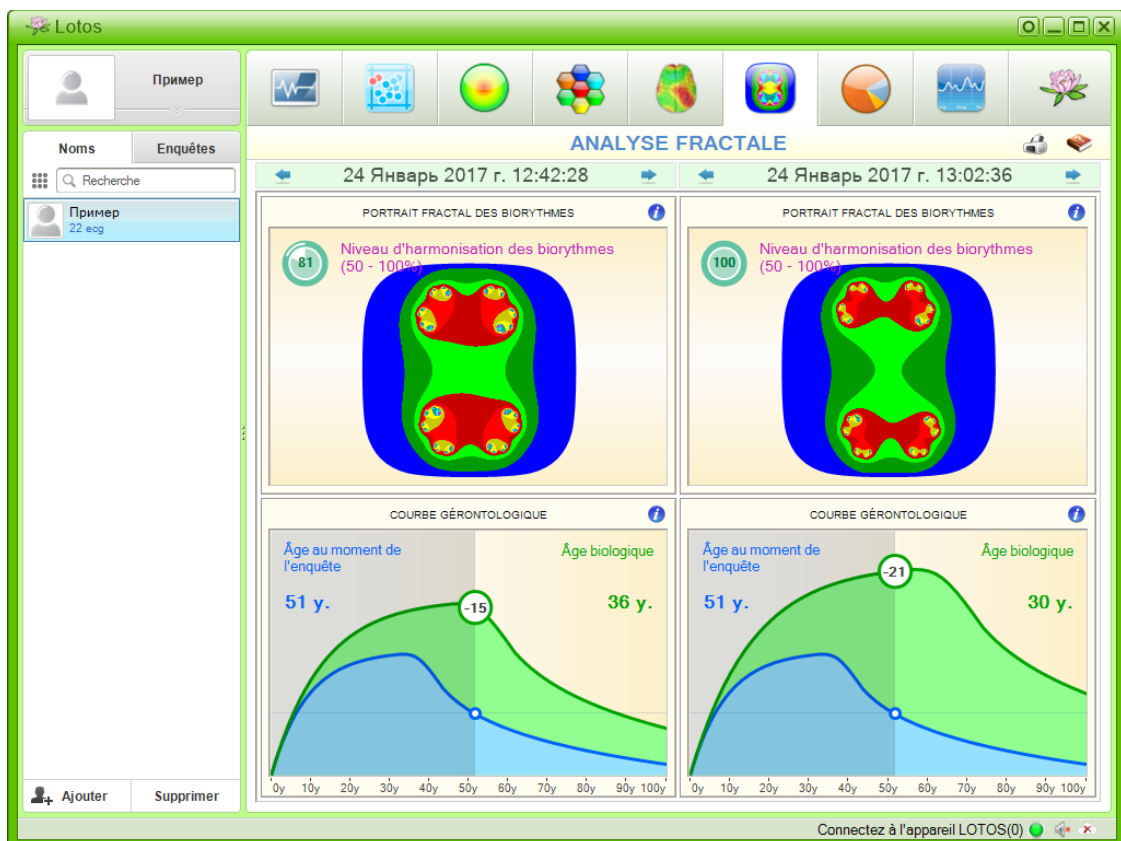 Lotos
Пример
ANALYSE FRACTALE
Noms
Enquêtes
Recherche
Пример
22 ecg
24 Январь 2017 г. 12:42:28
24 Январь 2017 г. 13:02:36
PORTRAIT FRACTAL DES BIORYTHMES
PORTRAIT FRACTAL DES BIORYTHMES
81
Niveau d'harmonisation des biorythmes
(50 - 100%)
100
Niveau d'harmonisation des biorythmes
(50 - 100%)
COURBE GÉRONTOLOGIQUE
COURBE GÉRONTOLOGIQUE
Âge au moment de
l'enquête
Âge biologique
51 y.
-15
36 y.
0y 10y 20y 30y 40y 50y 60y 70y 80y 90y 100y
Âge au moment de
l'enquête
Âge biologique
51 y.
-21
30 y.
0y 10y 20y 30y 40y 50y 60y 70y 80y 90y 100y
Ajouter
Supprimer
Connectez à l'appareil LOTOS(0)